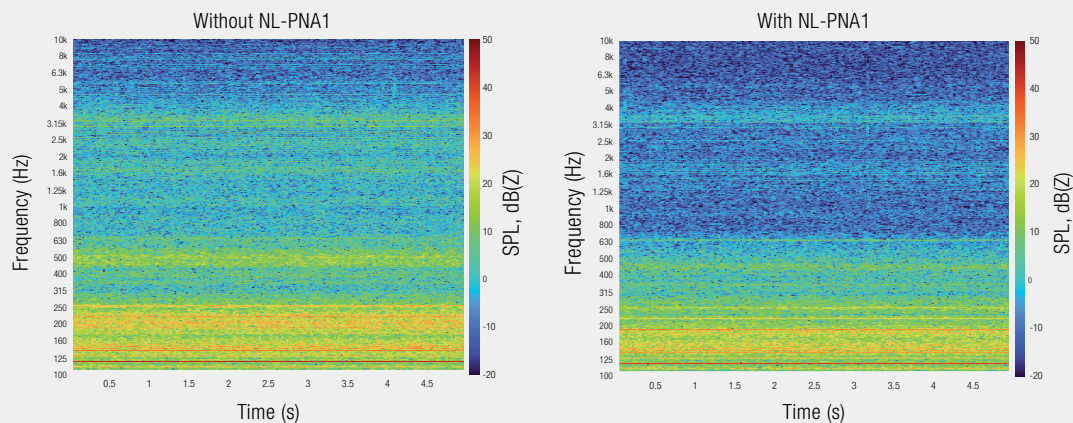 Without NL-PNA1
10k
8k
6.3k
5k
4k
3.15k
2.5k
2k
1.6k
1.25k
1k
800
630
500
400
315
250
200
160
125
100
Frequency (Hz)
0.5 1 1.5 2 2.5 3 3.5 4 4.5
Time (s)
50
40
30
20
10
0
-10
-20
SPL, dB(Z)
With NL-PNA1
10k
8k
6.3k
5k
4k
3.15k
2.5k
2k
1.6k
1.25k
1k
800
630
500
400
315
250
200
160
125
100
Frequency (Hz)
0.5 1 1.5 2 2.5 3 3.5 4 4.5
Time (s)
50
40
30
20
10
0
-10
-20
SPL, dB(Z)